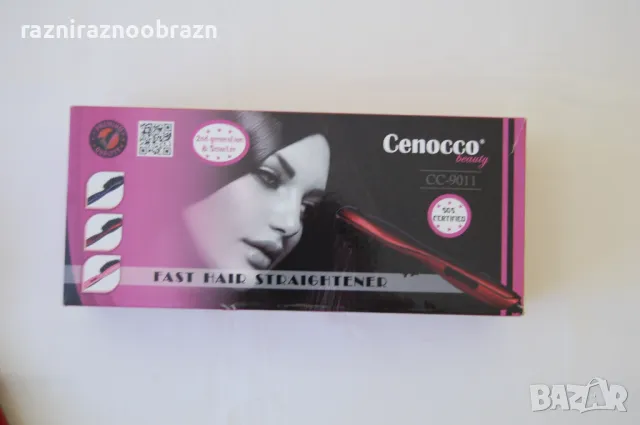 razniraznoobrazn
2nd generation
& Smarter
Cenocco®
beauty
CC-9011
SGS
CERTIFIED
FAST HAIR STRAIGHTENER
BAZAR